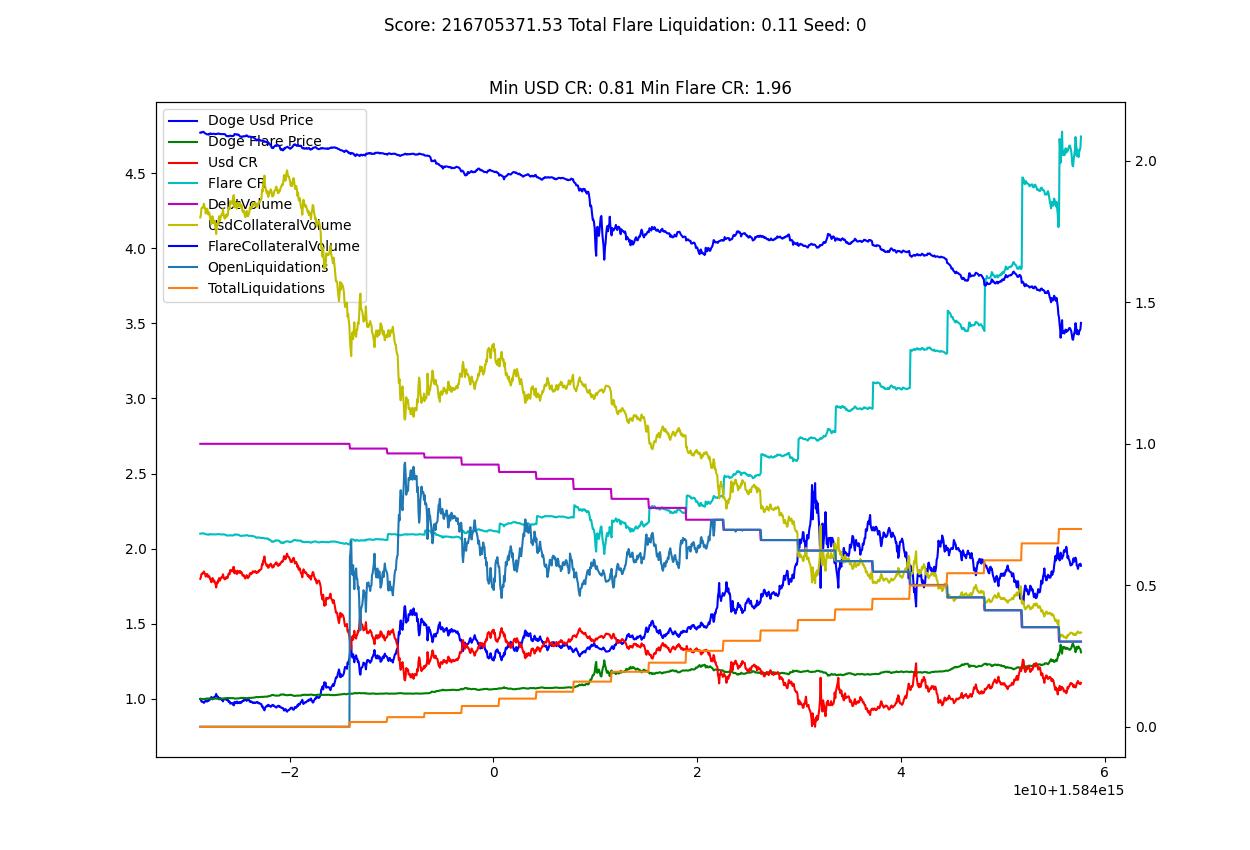 Score: 216705371.53 Total Flare Liquidation: 0.11 Seed: 0
Min USD CR: 0.81 Min Flare CR: 1.96
Doge Usd Price
Doge Flare Price
Usd CR
Flare CR
DebtVolume
UsdCollateralVolume
FlareCollateralVolume
OpenLiquidations
TotalLiquidations
4.5
4.0
3.5
3.0
2.5
2.0
1.5
1.0
2.0
1.5
1.0
0.5
0.0
−2
0
2
4
6
1e10+1.584e15